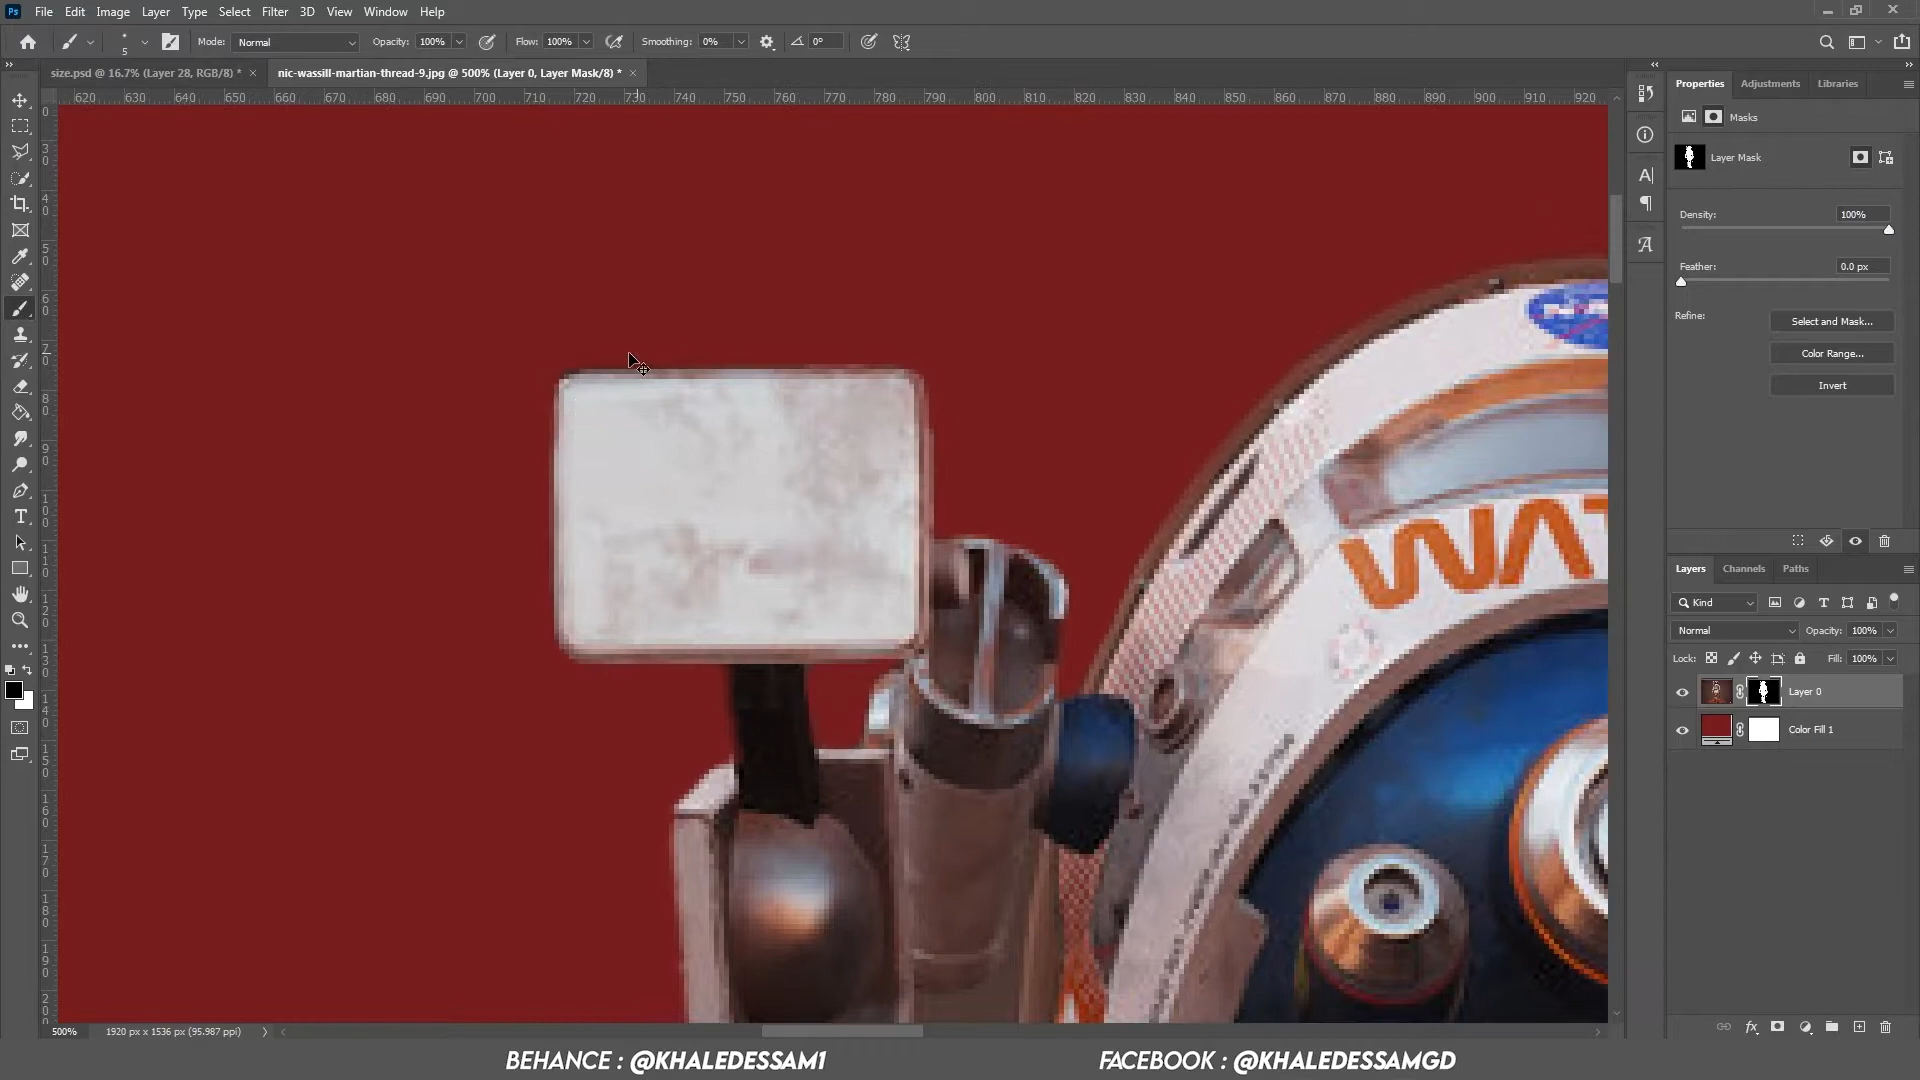 Ps File Edit Image Layer Type Select Filter 3D View Window Help
5 Mode: Normal Opacity: 100% Flow: 100% Smoothing: 0% 0°
size.psd @ 16.7% (Layer 28, RGB/8) * nic-wassill-martian-thread-9.jpg @ 500% (Layer 0, Layer Mask/8) *
620 630 640 650 660 670 680 690 700 710 720 730 740 750 760 770 780 790 800 810 820 830 840 850 860 870 880 890 900 910 920
Properties Adjustments Libraries
Masks
Layer Mask
Density: 100%
Feather: 0.0 px
Refine: Select and Mask...
Color Range...
Invert
WAT
Layers Channels Paths
Kind
Normal Opacity: 100%
Lock: Fill: 100%
Layer 0
Color Fill 1
500% 1920 px x 1536 px (95.987 ppi)
BEHANCE : @KHALEDESSAM1 FACEBOOK : @KHALEDESSAMGD